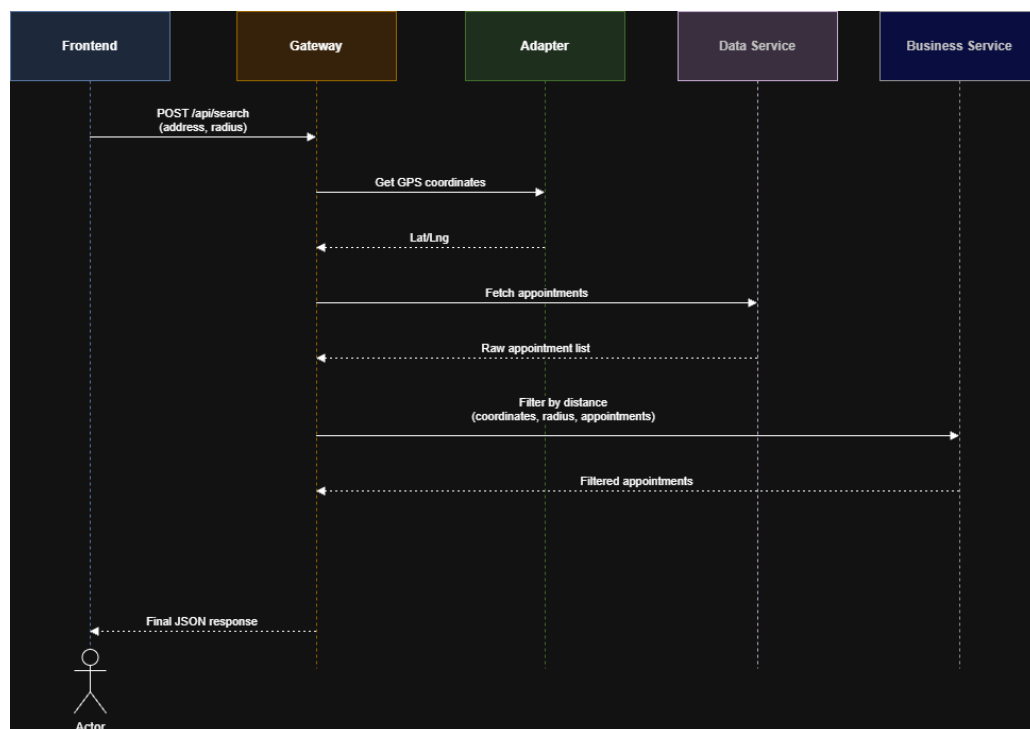 Frontend
Gateway
Adapter
Data Service
Business Service
POST /api/search
(address, radius)
Get GPS coordinates
Lat/Lng
Fetch appointments
Raw appointment list
Filter by distance
(coordinates, radius, appointments)
Filtered appointments
Final JSON response
Actor